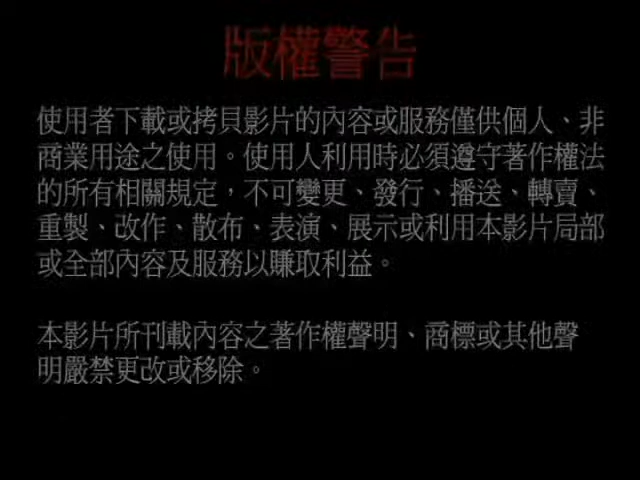 版權警告
使用者下載或拷貝影片的內容或服務僅供個人、非
商業用途之使用。使用人利用時必須遵守著作權法
的所有相關規定，不可變更、發行、播送、轉賣、
重製、改作、散布、表演、展示或利用本影片局部
或全部內容及服務以賺取利益。
本影片所刊載內容之著作權聲明、商標或其他聲
明嚴禁更改或移除。